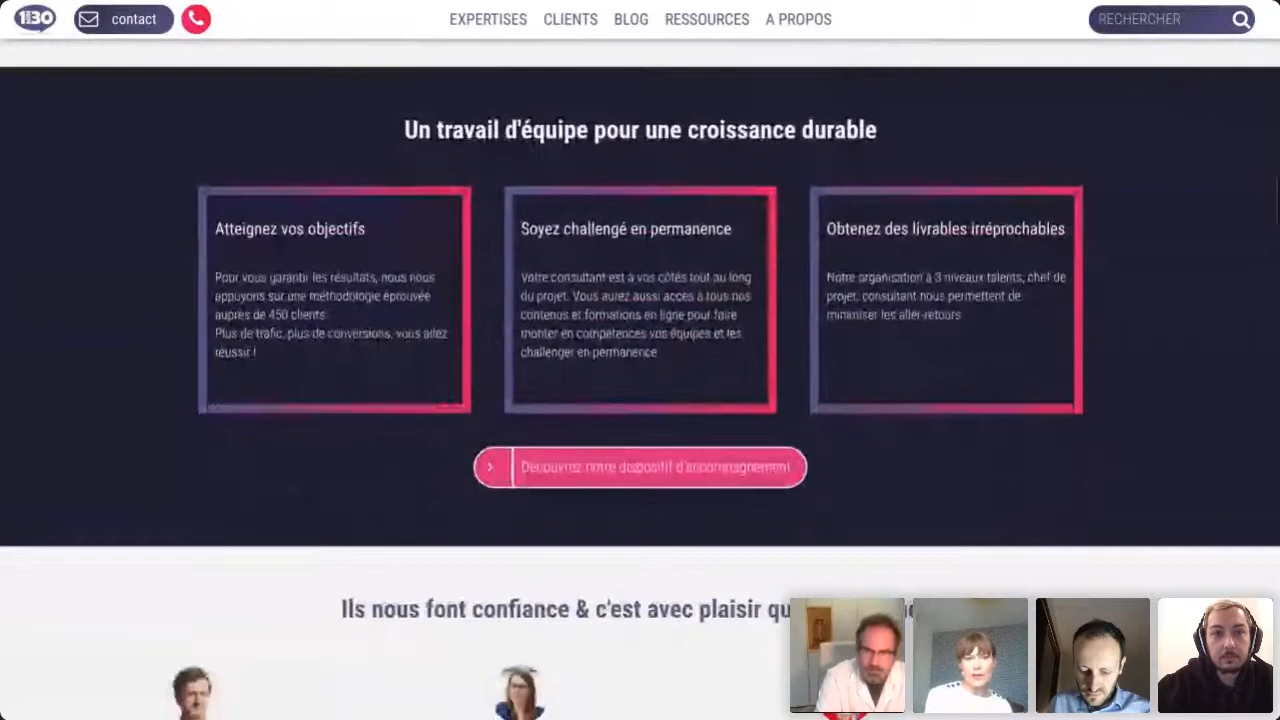 1min30
contact
EXPERTISES CLIENTS BLOG RESSOURCES A PROPOS
RECHERCHER
Un travail d'équipe pour une croissance durable
Atteignez vos objectifs
Pour vous garantir les résultats, nous nous
appuyons sur une méthodologie éprouvée
auprès de 450 clients
Plus de trafic, plus de conversions, vous allez
réussir !
Soyez challengé en permanence
Votre consultant est à vos côtés tout au long
du projet. Vous aurez aussi accès à tous nos
contenus et formations en ligne pour faire
monter en compétences vos équipes et les
challenger en permanence
Obtenez des livrables irréprochables
Notre organisation à 3 niveaux talents, chef de
projet, consultant nous permettent de
minimiser les aller-retours
Découvrez notre dispositif d'accompagnement
Ils nous font confiance & c'est avec plaisir